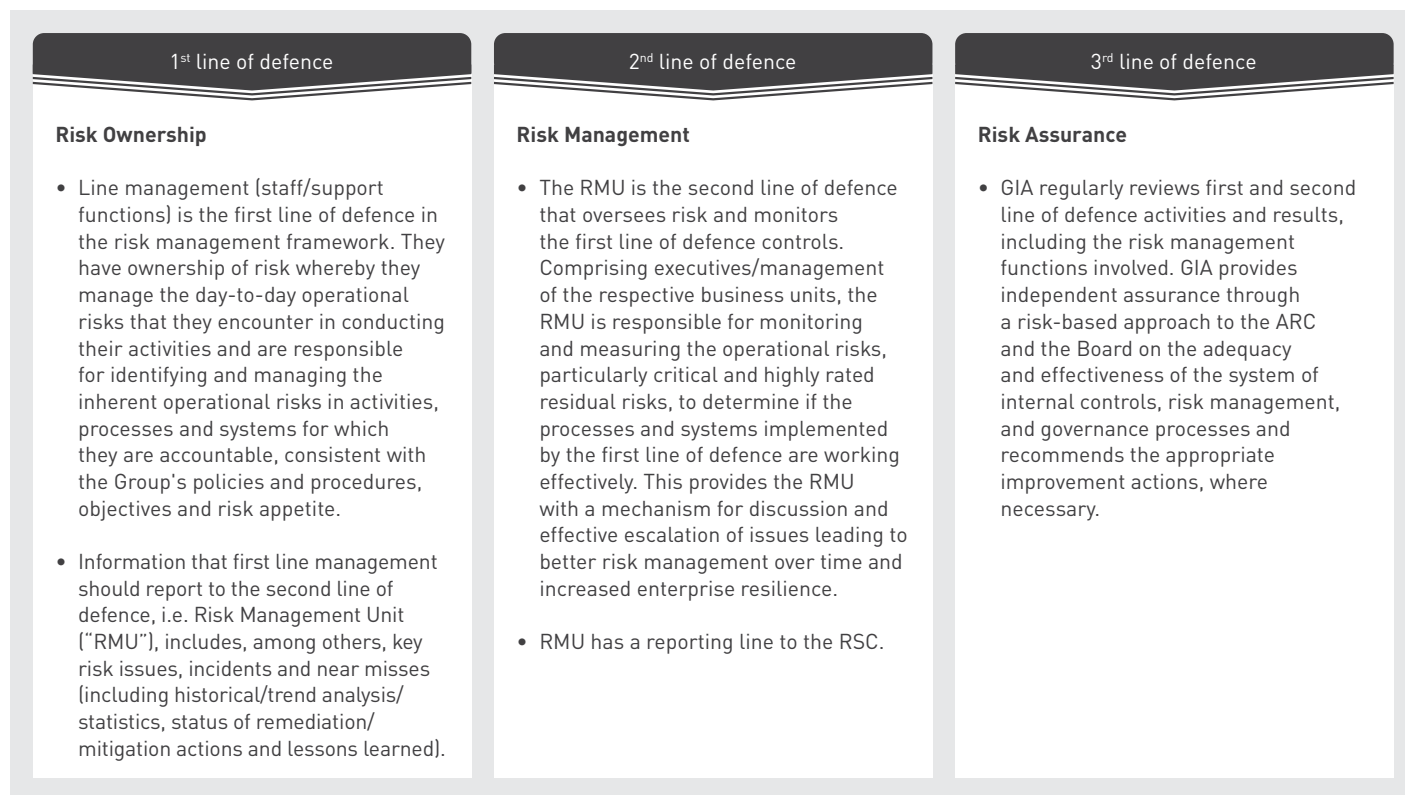 1st line of defence
Risk Ownership
• Line management (staff/support
functions) is the first line of defence in
the risk management framework. They
have ownership of risk whereby they
manage the day-to-day operational
risks that they encounter in conducting
their activities and are responsible
for identifying and managing the
inherent operational risks in activities,
processes and systems for which
they are accountable, consistent with
the Group's policies and procedures,
objectives and risk appetite.
• Information that first line management
should report to the second line of
defence, i.e. Risk Management Unit
(“RMU”), includes, among others, key
risk issues, incidents and near misses
(including historical/trend analysis/
statistics, status of remediation/
mitigation actions and lessons learned).
2nd line of defence
Risk Management
• The RMU is the second line of defence
that oversees risk and monitors
the first line of defence controls.
Comprising executives/management
of the respective business units, the
RMU is responsible for monitoring
and measuring the operational risks,
particularly critical and highly rated
residual risks, to determine if the
processes and systems implemented
by the first line of defence are working
effectively. This provides the RMU
with a mechanism for discussion and
effective escalation of issues leading to
better risk management over time and
increased enterprise resilience.
• RMU has a reporting line to the RSC.
3rd line of defence
Risk Assurance
• GIA regularly reviews first and second
line of defence activities and results,
including the risk management
functions involved. GIA provides
independent assurance through
a risk-based approach to the ARC
and the Board on the adequacy
and effectiveness of the system of
internal controls, risk management,
and governance processes and
recommends the appropriate
improvement actions, where
necessary.